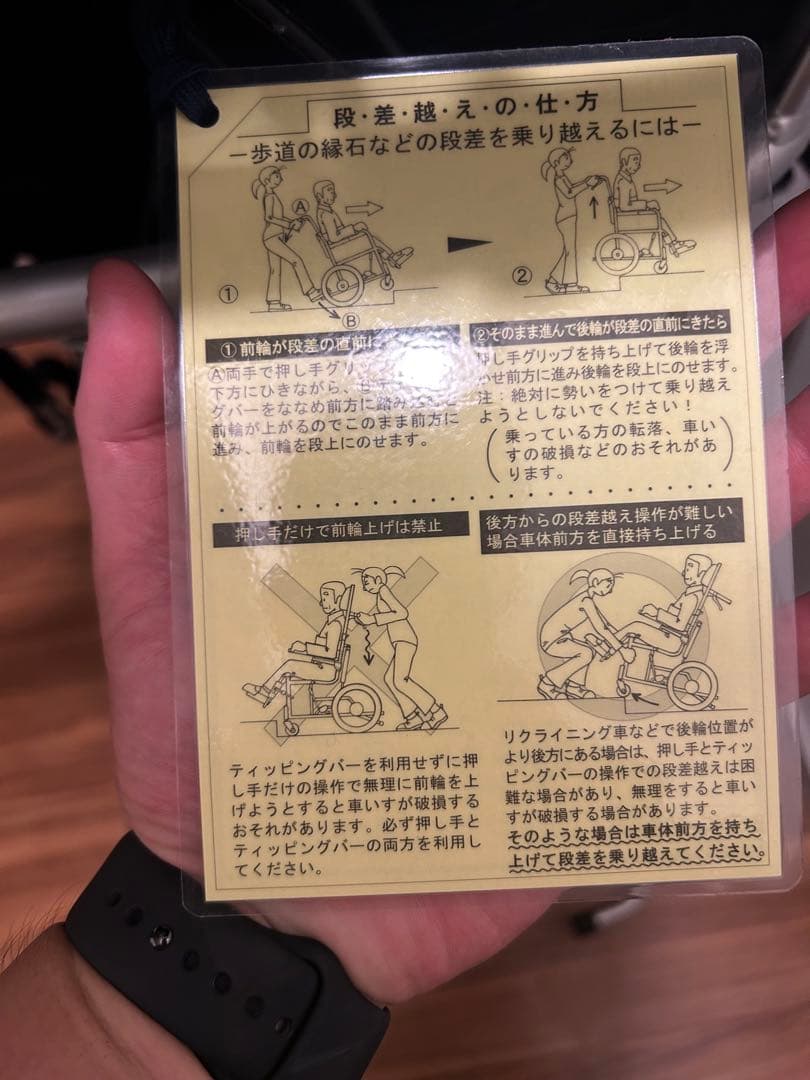 段・差・越・え・の・仕・方
―歩道の縁石などの段差を乗り越えるには―
Ⓐ
Ⓑ
①
②
①前輪が段差の直前に
Ⓐ両手で押し手グリ
下方にひきながら、
グバーをななめ前方に踏み
前輪が上がるのでこのまま前方に
進み、前輪を段上にのせます。
②そのまま進んで後輪が段差の直前にきたら
押し手グリップを持ち上げて後輪を浮
かせ前方に進み後輪を段上にのせます。
注：絶対に勢いをつけて乗り越え
ようとしないでください！
（乗っている方の転落、車い
すの破損などのおそれがあ
ります。）
押し手だけで前輪上げは禁止
ティッピングバーを利用せずに押
し手だけの操作で無理に前輪を上
げようとすると車いすが破損する
おそれがあります。必ず押し手と
ティッピングバーの両方を利用し
てください。
後方からの段差越え操作が難しい
場合車体前方を直接持ち上げる
リクライニング車などで後輪位置が
より後方にある場合は、押し手とティッ
ピングバーの操作での段差越えは困
難な場合があり、無理をすると車い
すが破損する場合があります。
そのような場合は車体前方を持ち
上げて段差を乗り越えてください。